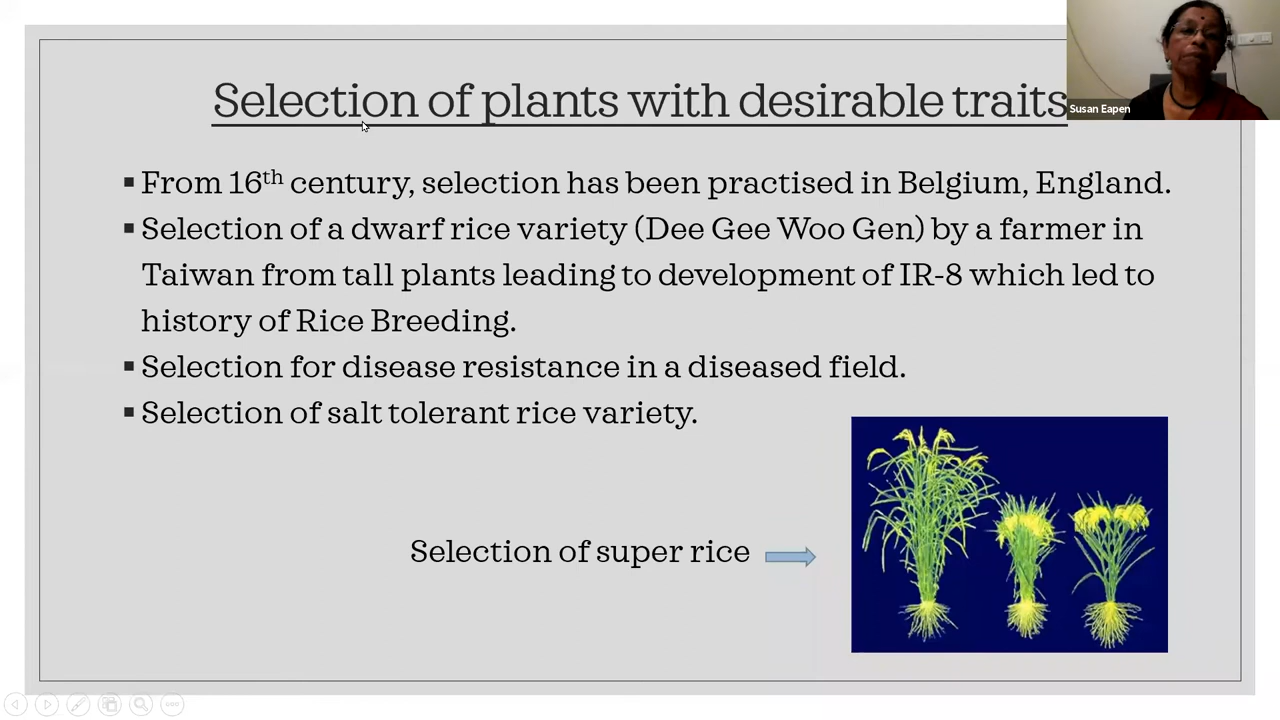 Selection of plants with desirable traits
Susan Eapen
▪ From 16th century, selection has been practised in Belgium, England.
▪ Selection of a dwarf rice variety (Dee Gee Woo Gen) by a farmer in
Taiwan from tall plants leading to development of IR-8 which led to
history of Rice Breeding.
▪ Selection for disease resistance in a diseased field.
▪ Selection of salt tolerant rice variety.
Selection of super rice